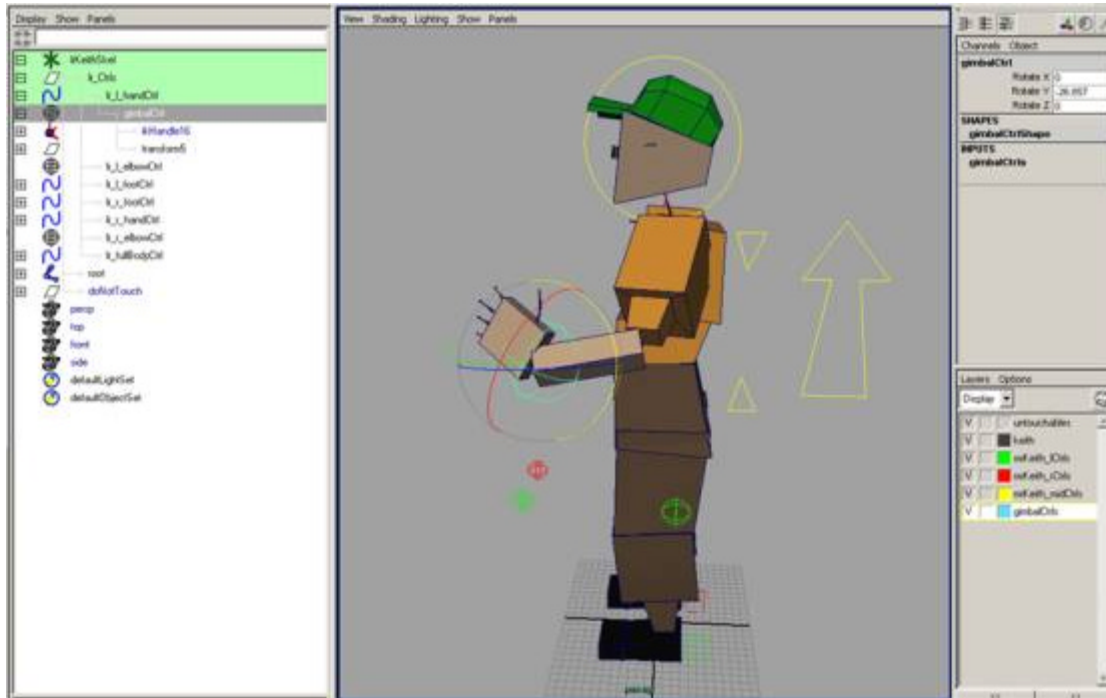 Display Show Panels
View Shading Lighting Show Panels
Channels Object
gimbalCtrl
Rotate X 0
Rotate Y -26.857
Rotate Z 0
SHAPES
gimbalCtrlShape
INPUTS
gimbalCtrls
k_Ctrls
k_l_handCtrl
gimbalCtrl
ikHandle16
transform5
k_l_elbowCtrl
k_l_footCtrl
k_r_footCtrl
k_r_handCtrl
k_r_elbowCtrl
k_fullBodyCtrl
root
doNotTouch
persp
top
front
side
defaultLightSet
defaultObjectSet
Layers Options
Display
V untouchables
V keith
V
V
V
V gimbalCtrls
persp